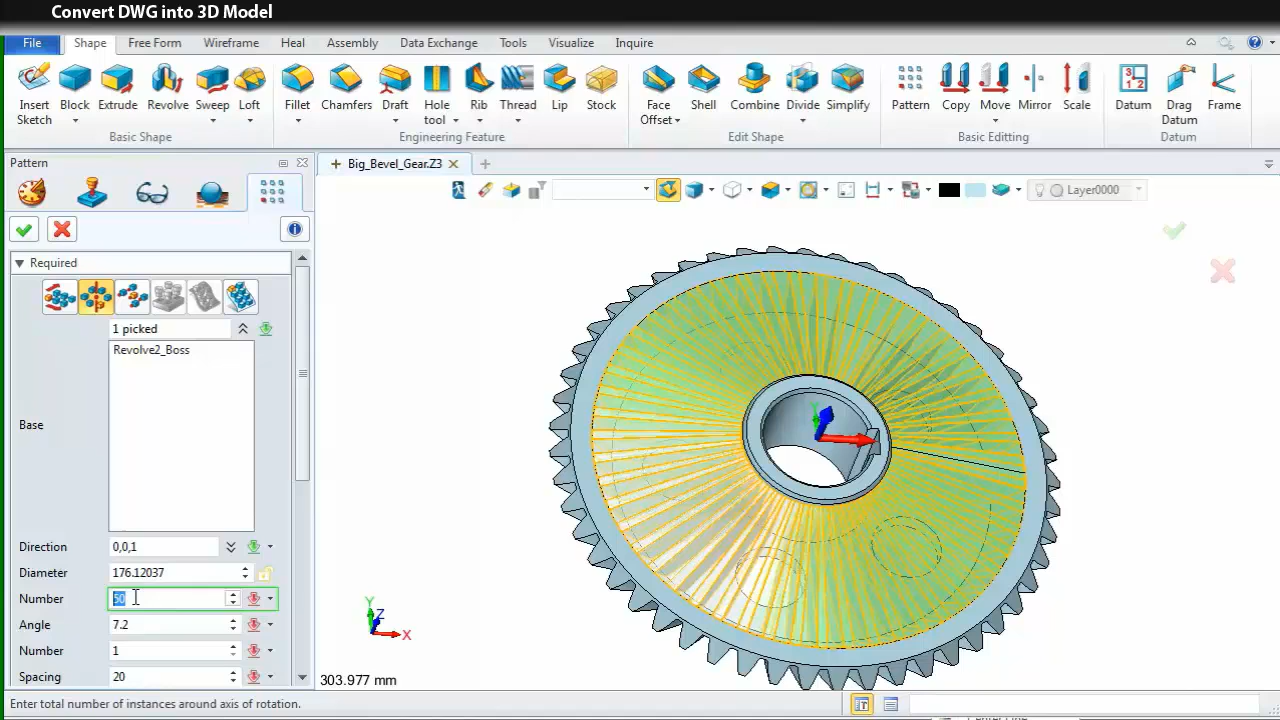 Convert DWG into 3D Model
File Shape Free Form Wireframe Heal Assembly Data Exchange Tools Visualize Inquire
Insert Sketch Block Extrude Revolve Sweep Loft Fillet Chamfers Draft Hole tool Rib Thread Lip Stock Face Offset Shell Combine Divide Simplify Pattern Copy Move Mirror Scale Datum Drag Datum Frame
Basic Shape Engineering Feature Edit Shape Basic Editing Datum
Pattern
Big_Bevel_Gear.Z3
Layer0000
Required
1 picked
Revolve2_Boss
Base
Direction 0,0,1
Diameter 176.12037
Number 50
Angle 7.2
Number 1
Spacing 20
Y
Y
Z
X
303.977 mm
Enter total number of instances around axis of rotation.